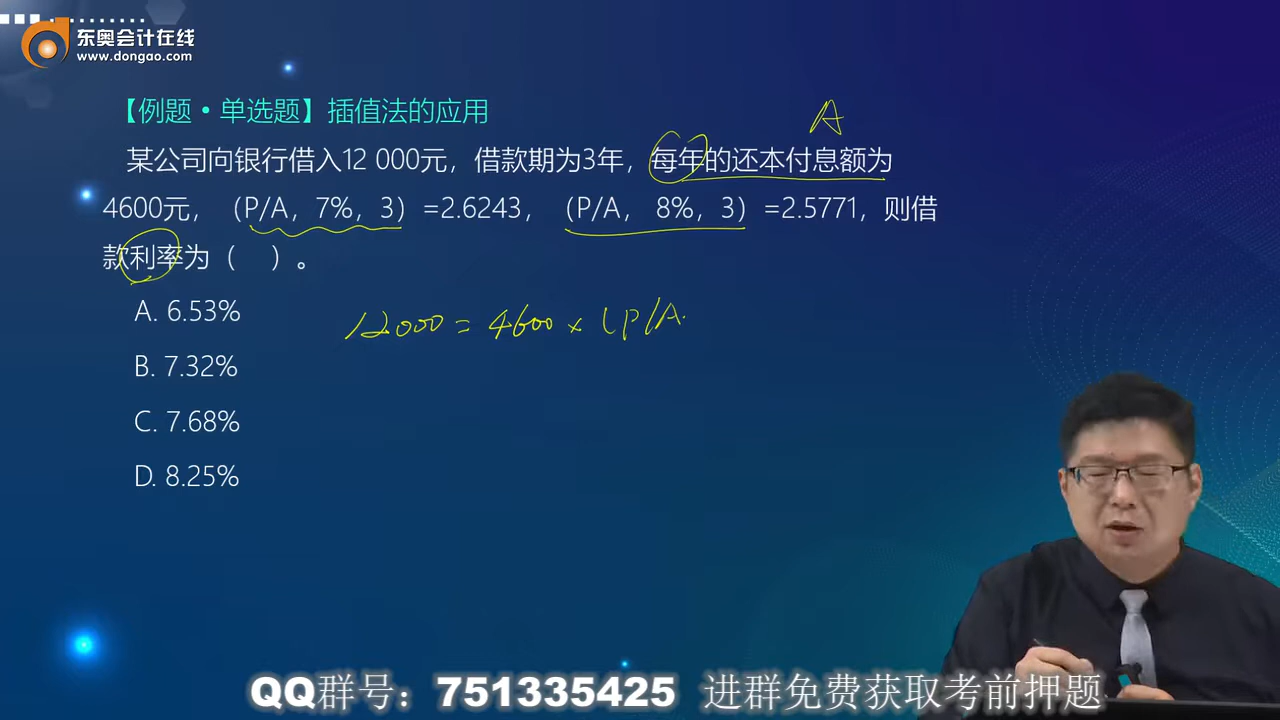 东奥会计在线
www.dongao.com
【例题·单选题】插值法的应用
A
某公司向银行借入12 000元，借款期为3年，每年的还本付息额为
4600元，（P/A，7%，3）=2.6243，（P/A， 8%，3）=2.5771，则借
款利率为（ ）。
A. 6.53%
12000 = 4600 × (P/A.
B. 7.32%
C. 7.68%
D. 8.25%
QQ群号：751335425 进群免费获取考前押题